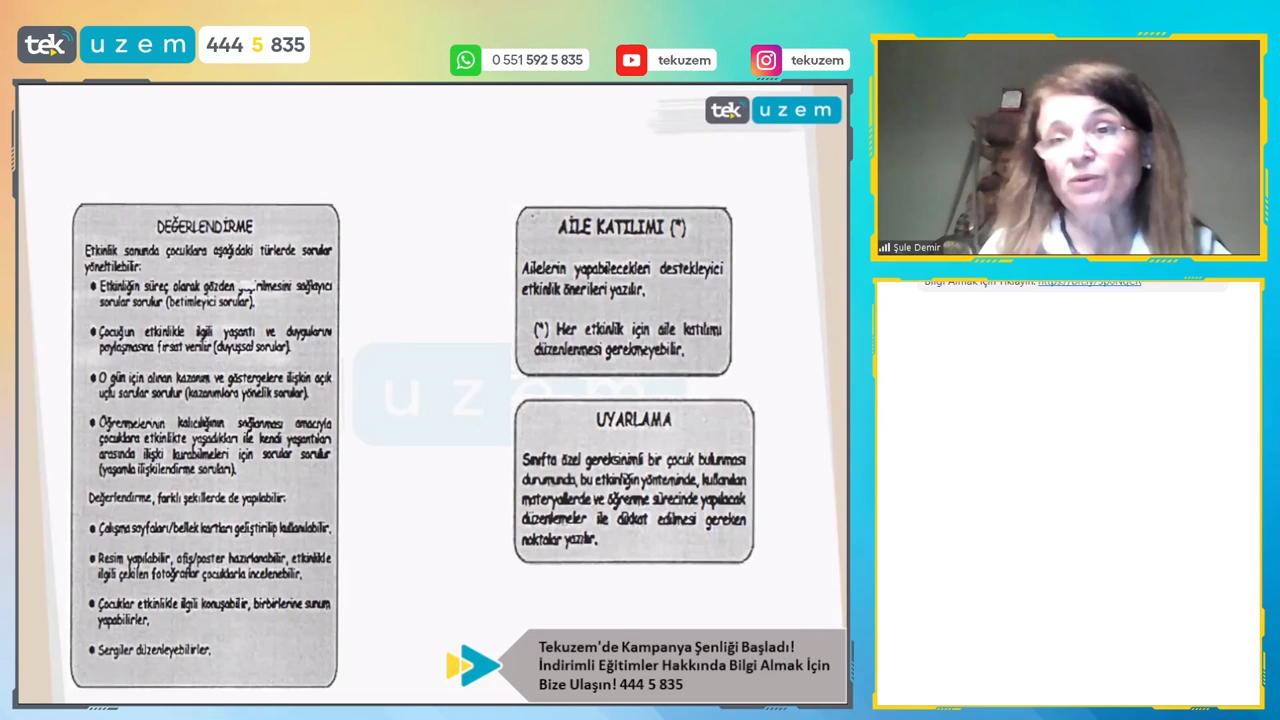 tek uzem 444 5 835
0 551 592 5 835
tekuzem
tekuzem
tek uzem
DEĞERLENDİRME
Etkinlik sonunda çocuklara aşağıdaki türlerde sorular
yöneltilebilir:
• Etkinliğin süreç olarak gözden
sağlayıcı
sorular sorulur (betimleyici sorular).
• Çocuğun etkinlikle ilgili yaşantı ve duygularını
paylaşmasına fırsat verilir (duyuşsal sorular).
• O gün için alınan kazanım ve göstergelere ilişkin açık
uçlu sorular sorulur (kazanımlara yönelik sorular).
• Öğrenmelerinin kalıcılığının sağlanması amacıyla
çocuklara etkinlikte yaşadıkları ile kendi yaşantıları
arasında ilişki kurabilmeleri için sorular sorulur
(yaşamla ilişkilendirme soruları).
Değerlendirme, farklı şekillerde de yapılabilir:
• Çalışma sayfaları/bellek kartları geliştirilip kullanılabilir.
• Resim yapılabilir, afiş/poster hazırlanabilir, etkinlikle
ilgili çekilen fotoğraflar çocuklarla incelenebilir.
• Çocuklar etkinlikle ilgili konuşabilir, birbirlerine sunum
yapabilirler.
• Sergiler düzenleyebilirler.
AİLE KATILIMI (*)
Ailelerin yapabilecekleri destekleyici
etkinlik önerileri yazılır.
(*) Her etkinlik için aile katılımı
düzenlenmesi gerekmeyebilir.
UYARLAMA
Sınıfta özel gereksinimli bir çocuk bulunması
durumunda, bu etkinliğin yönteminde, kullanılan
materyallerde ve öğrenme sürecinde yapılacak
düzenlemeler ile dikkat edilmesi gereken
noktalar yazılır.
uzem
Tekuzem'de Kampanya Şenliği Başladı!
İndirimli Eğitimler Hakkında Bilgi Almak İçin
Bize Ulaşın! 444 5 835
Şule Demir
Bilgi Almak İçin Tıklayın: